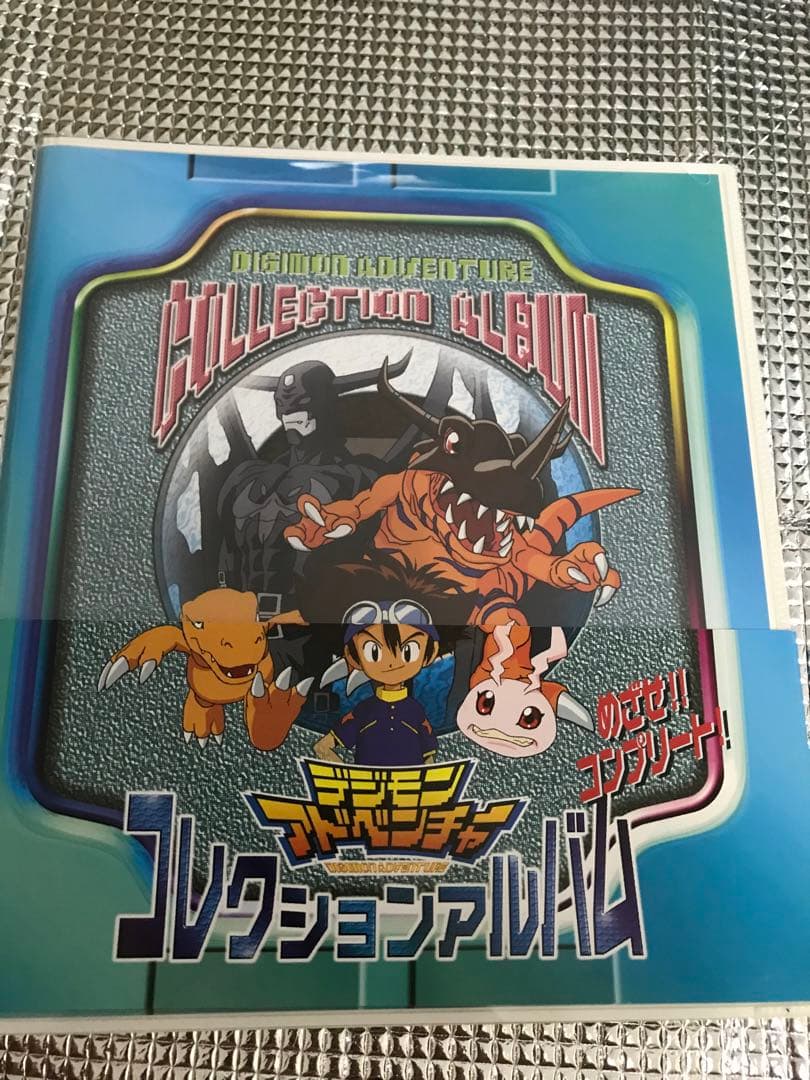 DIGIMON ADVENTURE
COLLECTION ALBUM
めざせ!!
コンプリート!!
デジモン
アドベンチャー
DIGIMON ADVENTURE
コレクションアルバム